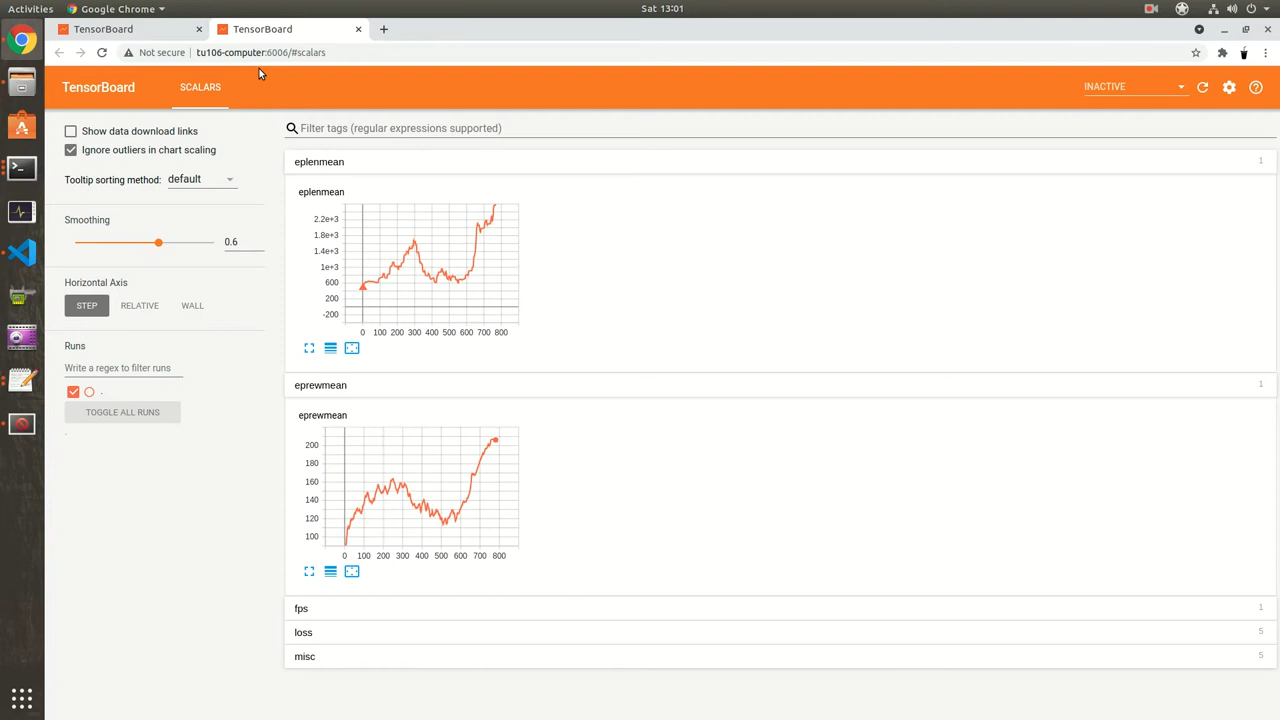 Activities Google Chrome Sat 13:01
TensorBoard TensorBoard
Not secure tu106-computer:6006/#scalars
TensorBoard SCALARS INACTIVE
Show data download links
Ignore outliers in chart scaling
Tooltip sorting method: default
Smoothing
0.6
Horizontal Axis
STEP RELATIVE WALL
Runs
Write a regex to filter runs
.
TOGGLE ALL RUNS
.
Filter tags (regular expressions supported)
eplenmean 1
eplenmean
2.2e+3
1.8e+3
1.4e+3
1e+3
600
200
-200
0 100 200 300 400 500 600 700 800
eprewmean 1
eprewmean
200
180
160
140
120
100
0 100 200 300 400 500 600 700 800
fps 1
loss 5
misc 5